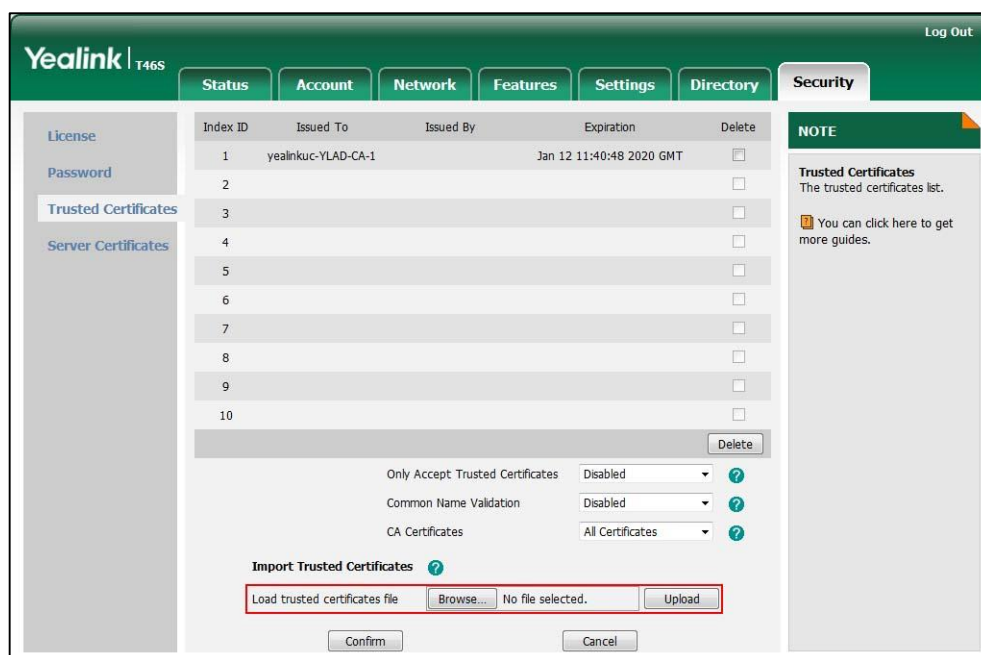 Log Out
Yealink | T46S
Status Account Network Features Settings Directory Security
License
Password
Trusted Certificates
Server Certificates
Index ID Issued To Issued By Expiration Delete
1 yealinkuc-YLAD-CA-1 Jan 12 11:40:48 2020 GMT
2
3
4
5
6
7
8
9
10
Delete
Only Accept Trusted Certificates Disabled ?
Common Name Validation Disabled ?
CA Certificates All Certificates ?
Import Trusted Certificates ?
Load trusted certificates file Browse... No file selected. Upload
Confirm Cancel
NOTE
Trusted Certificates
The trusted certificates list.
? You can click here to get
more guides.